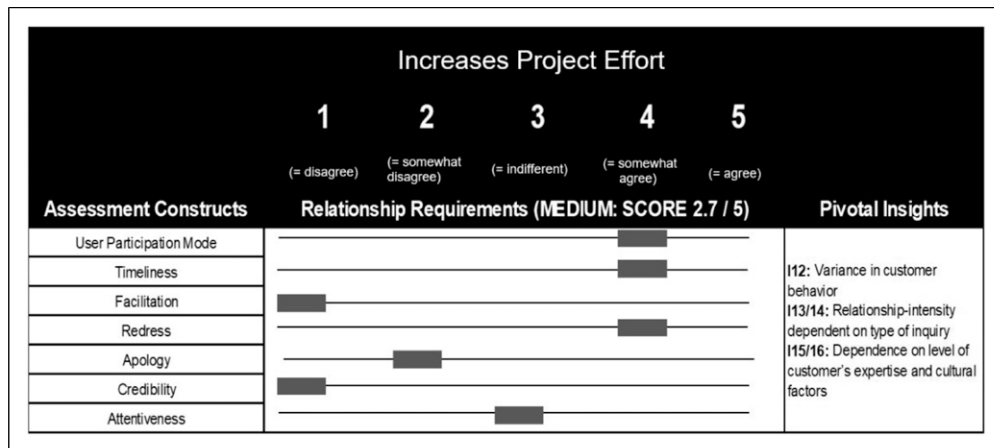 Increases Project Effort
1 2 3 4 5
(= disagree) (= somewhat disagree) (= indifferent) (= somewhat agree) (= agree)
Assessment Constructs Relationship Requirements (MEDIUM: SCORE 2.7 / 5) Pivotal Insights
User Participation Mode
Timeliness
Facilitation
Redress
Apology
Credibility
Attentiveness
I12: Variance in customer
behavior
I13/14: Relationship-intensity
dependent on type of inquiry
I15/16: Dependence on level of
customer's expertise and cultural
factors